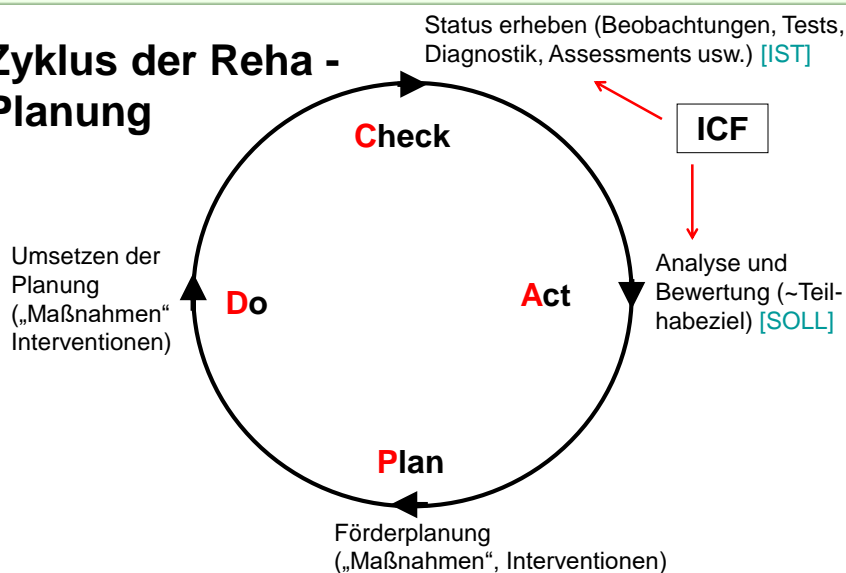 Status erheben (Beobachtungen, Tests,
Diagnostik, Assessments usw.) [IST]
Zyklus der Reha -
Planung
ICF
Check
Umsetzen der
Planung
(„Maßnahmen“
Interventionen)
Do
Act
Analyse und
Bewertung (~Teil-
habeziel) [SOLL]
Plan
Förderplanung
(„Maßnahmen“, Interventionen)